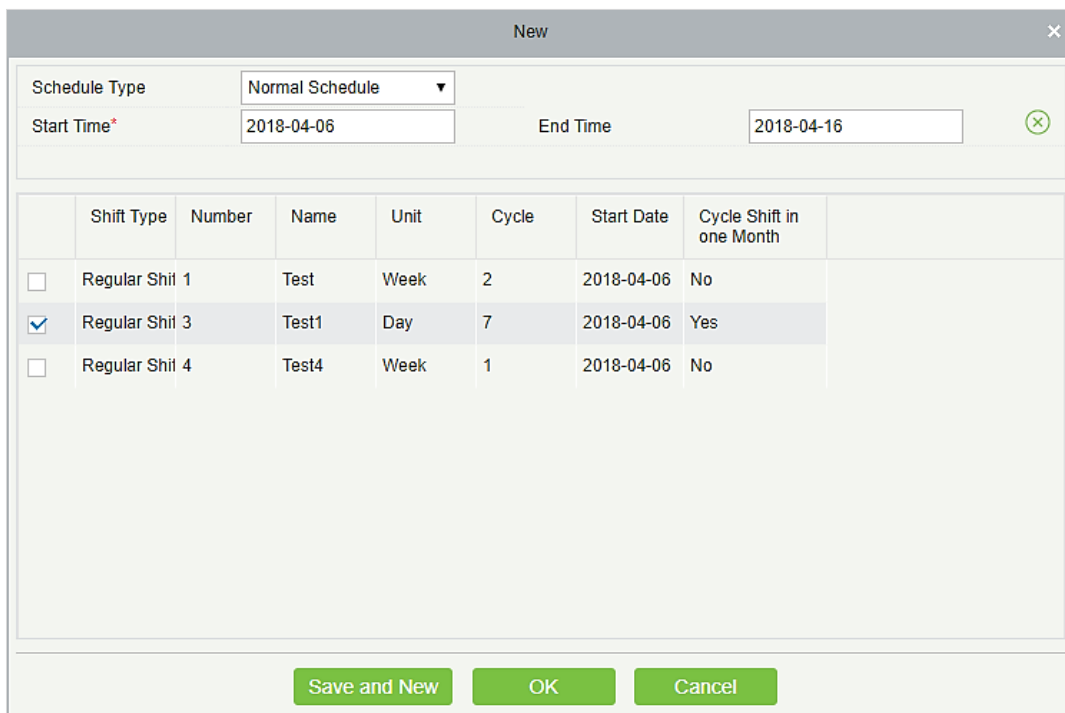 New
Schedule Type Normal Schedule
Start Time* 2018-04-06 End Time 2018-04-16
Shift Type Number Name Unit Cycle Start Date Cycle Shift in
one Month
Regular Shif 1 Test Week 2 2018-04-06 No
Regular Shif 3 Test1 Day 7 2018-04-06 Yes
Regular Shif 4 Test4 Week 1 2018-04-06 No
Save and New OK Cancel